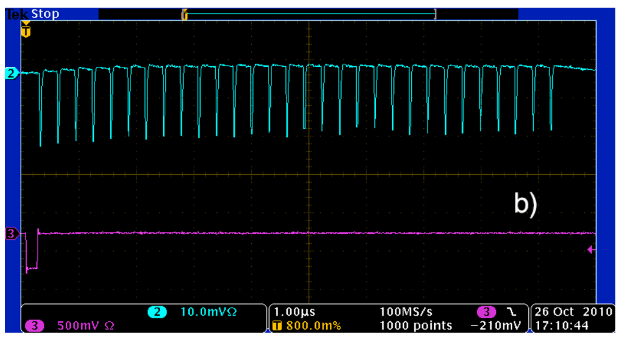 Tek Stop
T
2
b)
3
2 10.0mVΩ 1.00µs 100MS/s 3 26 Oct 2010
3 500mV Ω T 800.0m% 1000 points −210mV 17:10:44